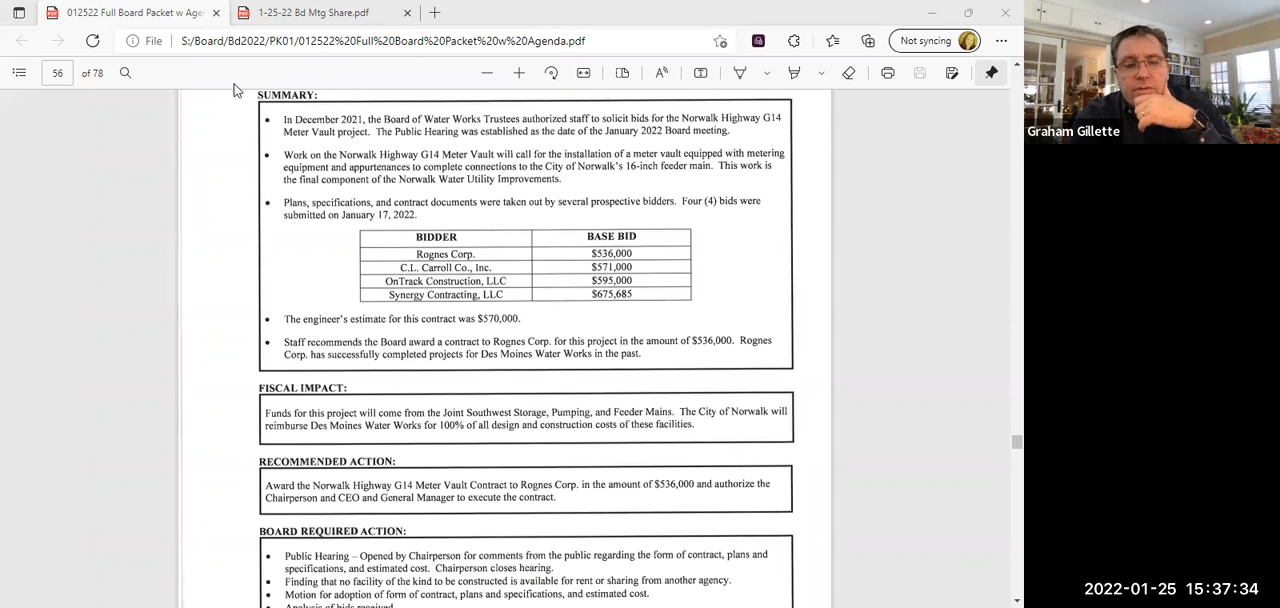 012522 Full Board Packet w Age
1-25-22 Bd Mtg Share.pdf
File
S:/Board/Bd2022/PK01/012522%20Full%20Board%20Packet%20w%20Agenda.pdf
Not syncing
56 of 78
Graham Gillette
SUMMARY:
• In December 2021, the Board of Water Works Trustees authorized staff to solicit bids for the Norwalk Highway G14
Meter Vault project. The Public Hearing was established as the date of the January 2022 Board meeting.
• Work on the Norwalk Highway G14 Meter Vault will call for the installation of a meter vault equipped with metering
equipment and appurtenances to complete connections to the City of Norwalk's 16-inch feeder main. This work is
the final component of the Norwalk Water Utility Improvements.
• Plans, specifications, and contract documents were taken out by several prospective bidders. Four (4) bids were
submitted on January 17, 2022.
BIDDER BASE BID
Rognes Corp. $536,000
C.L. Carroll Co., Inc. $571,000
OnTrack Construction, LLC $595,000
Synergy Contracting, LLC $675,685
• The engineer's estimate for this contract was $570,000.
• Staff recommends the Board award a contract to Rognes Corp. for this project in the amount of $536,000. Rognes
Corp. has successfully completed projects for Des Moines Water Works in the past.
FISCAL IMPACT:
Funds for this project will come from the Joint Southwest Storage, Pumping, and Feeder Mains. The City of Norwalk will
reimburse Des Moines Water Works for 100% of all design and construction costs of these facilities.
RECOMMENDED ACTION:
Award the Norwalk Highway G14 Meter Vault Contract to Rognes Corp. in the amount of $536,000 and authorize the
Chairperson and CEO and General Manager to execute the contract.
BOARD REQUIRED ACTION:
• Public Hearing – Opened by Chairperson for comments from the public regarding the form of contract, plans and
specifications, and estimated cost. Chairperson closes hearing.
• Finding that no facility of the kind to be constructed is available for rent or sharing from another agency.
• Motion for adoption of form of contract, plans and specifications, and estimated cost.
Analysis of bids received
2022-01-25 15:37:34